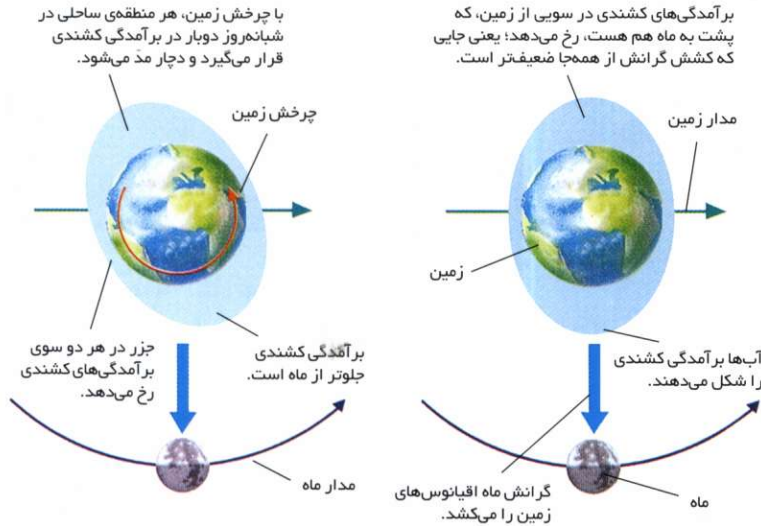 برآمدگی‌های کشندی در سویی از زمین، که
پشت به ماه هم هست، رخ می‌دهد؛ یعنی جایی
که کشش گرانش از همه‌جا ضعیف‌تر است.
مدار زمین
زمین
آب‌ها برآمدگی کشندی
را شکل می‌دهند.
گرانش ماه اقیانوس‌های
زمین را می‌کشد.
ماه
با چرخش زمین، هر منطقه‌ی ساحلی در
شبانه‌روز دوبار در برآمدگی کشندی
قرار می‌گیرد و دچار مدّ می‌شود.
چرخش زمین
برآمدگی کشندی
جلوتر از ماه است.
جزر در هر دو سوی
برآمدگی‌های کشندی
رخ می‌دهد.
مدار ماه